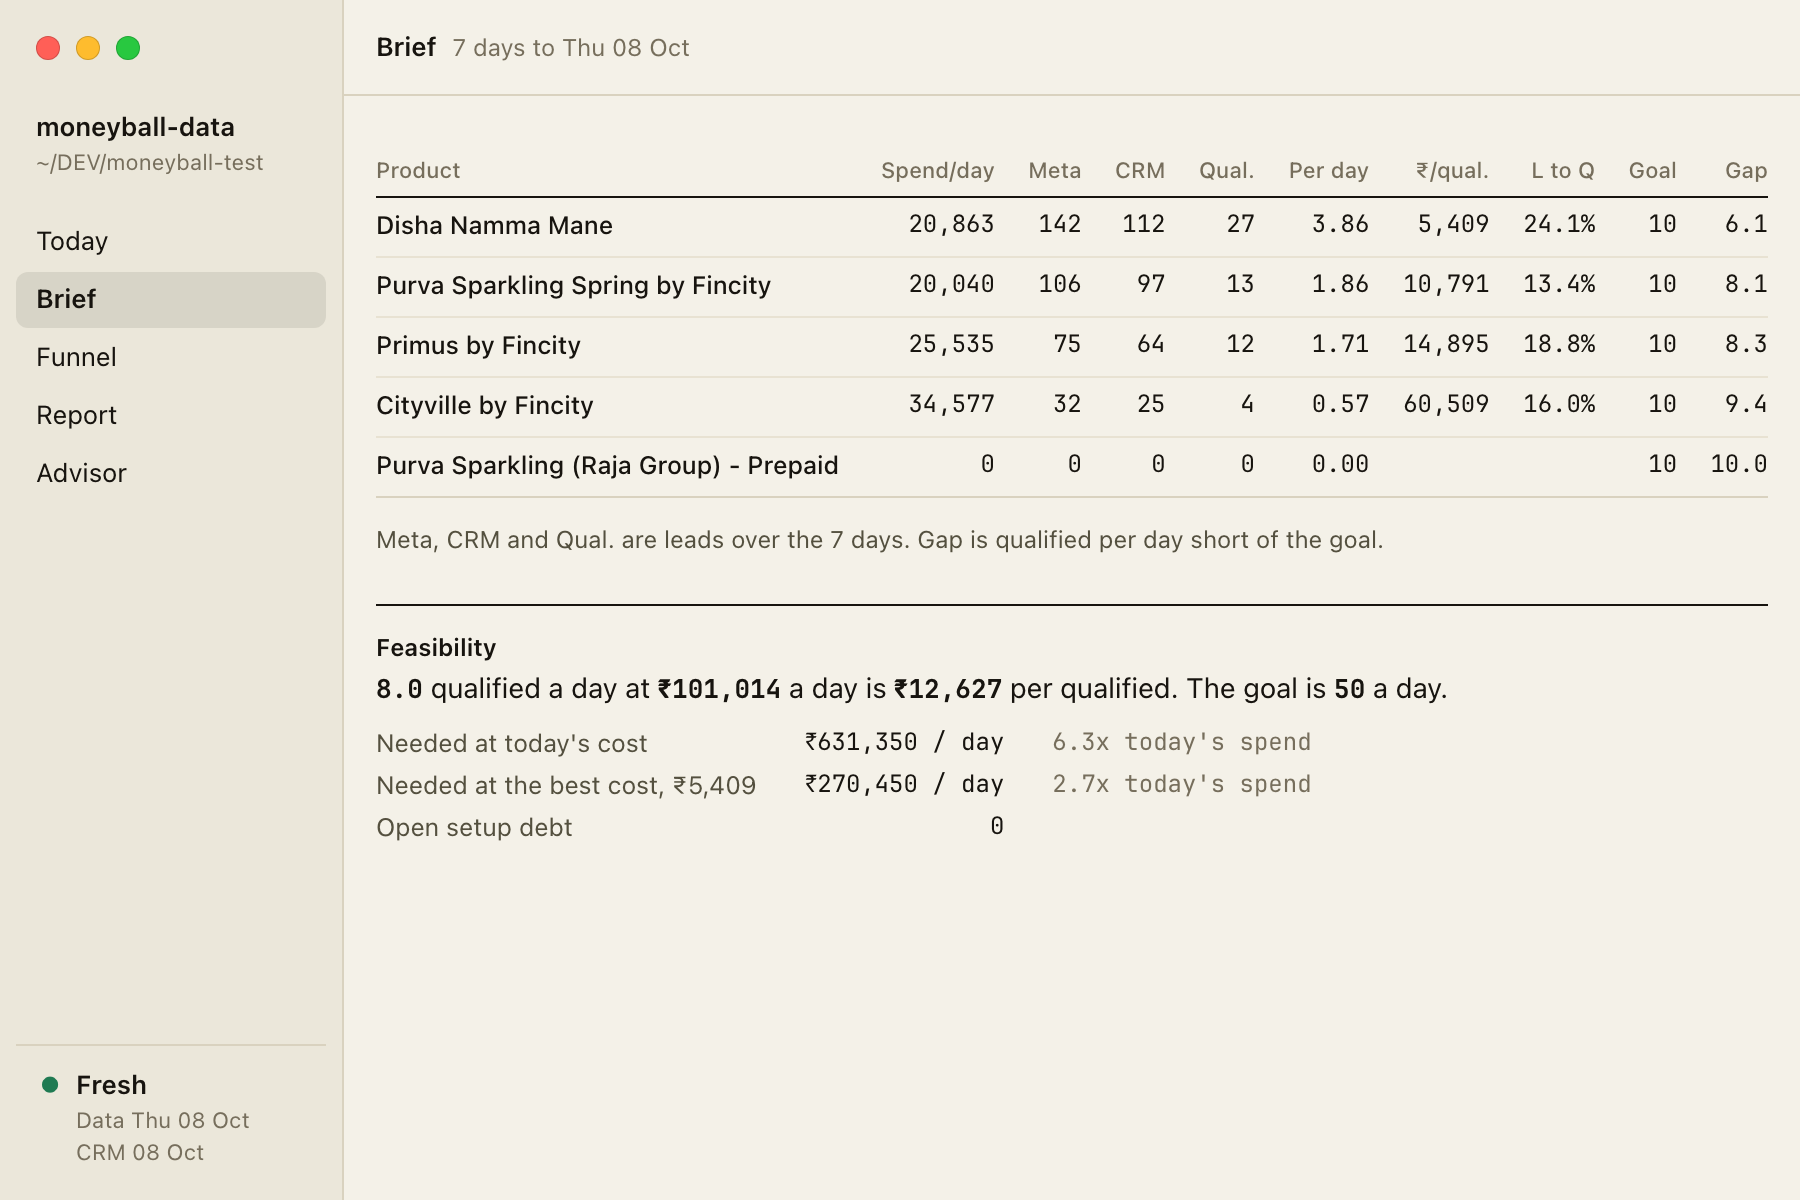 moneyball-data
~/DEV/moneyball-test
Today
Brief
Funnel
Report
Advisor
Fresh
Data Thu 08 Oct
CRM 08 Oct
Brief 7 days to Thu 08 Oct
Product Spend/day Meta CRM Qual. Per day ₹/qual. L to Q Goal Gap
Disha Namma Mane 20,863 142 112 27 3.86 5,409 24.1% 10 6.1
Purva Sparkling Spring by Fincity 20,040 106 97 13 1.86 10,791 13.4% 10 8.1
Primus by Fincity 25,535 75 64 12 1.71 14,895 18.8% 10 8.3
Cityville by Fincity 34,577 32 25 4 0.57 60,509 16.0% 10 9.4
Purva Sparkling (Raja Group) - Prepaid 0 0 0 0 0.00 10 10.0
Meta, CRM and Qual. are leads over the 7 days. Gap is qualified per day short of the goal.
Feasibility
8.0 qualified a day at ₹101,014 a day is ₹12,627 per qualified. The goal is 50 a day.
Needed at today's cost ₹631,350 / day 6.3x today's spend
Needed at the best cost, ₹5,409 ₹270,450 / day 2.7x today's spend
Open setup debt 0